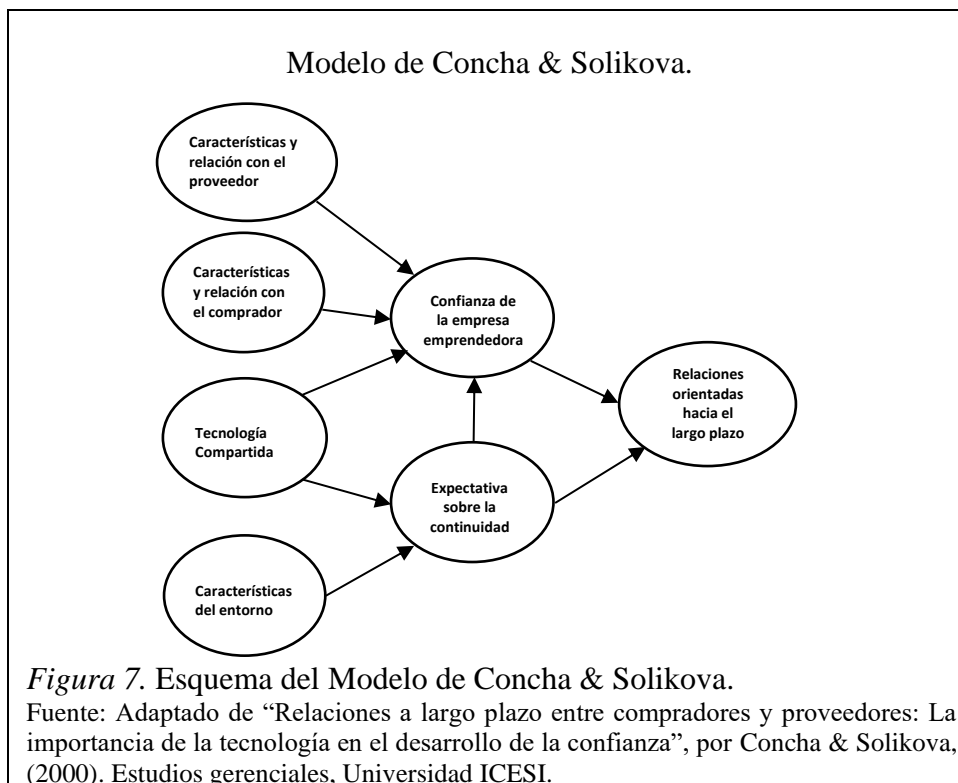 Modelo de Concha & Solikova.
Características y
relación con el
proveedor
Características
y relación con
el comprador
Confianza de
la empresa
emprendedora
Relaciones
orientadas
hacia el
largo plazo
Tecnología
Compartida
Expectativa
sobre la
continuidad
Características
del entorno
Figura 7. Esquema del Modelo de Concha & Solikova.
Fuente: Adaptado de “Relaciones a largo plazo entre compradores y proveedores: La
importancia de la tecnología en el desarrollo de la confianza”, por Concha & Solikova,
(2000). Estudios gerenciales, Universidad ICESI.